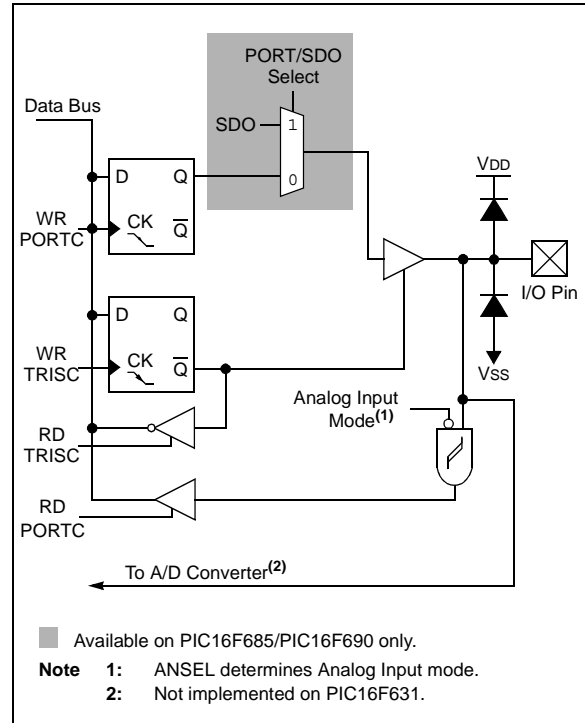 PORT/SDO
Select
Data Bus
SDO
1
0
VDD
D Q
WR
PORTC
CK
Q
I/O Pin
D Q
WR
TRISC
CK
Q
VSS
Analog Input
Mode(1)
RD
TRISC
RD
PORTC
To A/D Converter(2)
Available on PIC16F685/PIC16F690 only.
Note 1: ANSEL determines Analog Input mode.
2: Not implemented on PIC16F631.